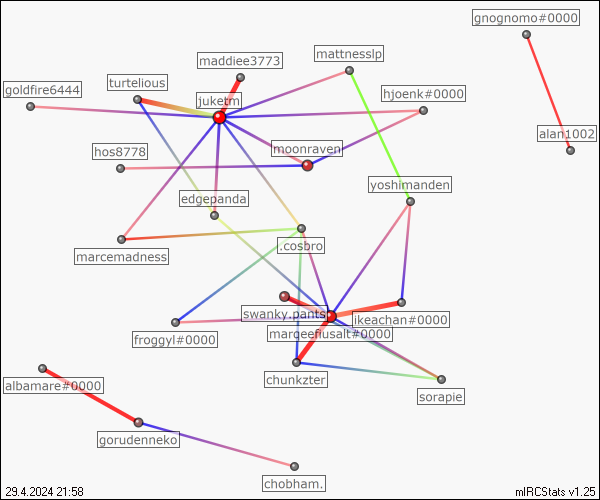 gnognomo#0000
mattnesslp
maddiee3773
turtelious
goldfire6444
hjoenk#0000
juketm
alan1002
hos8778
moonraven
yoshimanden
edgepanda
.cosbro
marcemadness
swanky.pants
ikeachan#0000
marqeeflusalt#0000
froggyl#0000
chunkzter
albamare#0000
sorapie
gorudenneko
chobham.
29.4.2024 21:58
mIRCStats v1.25